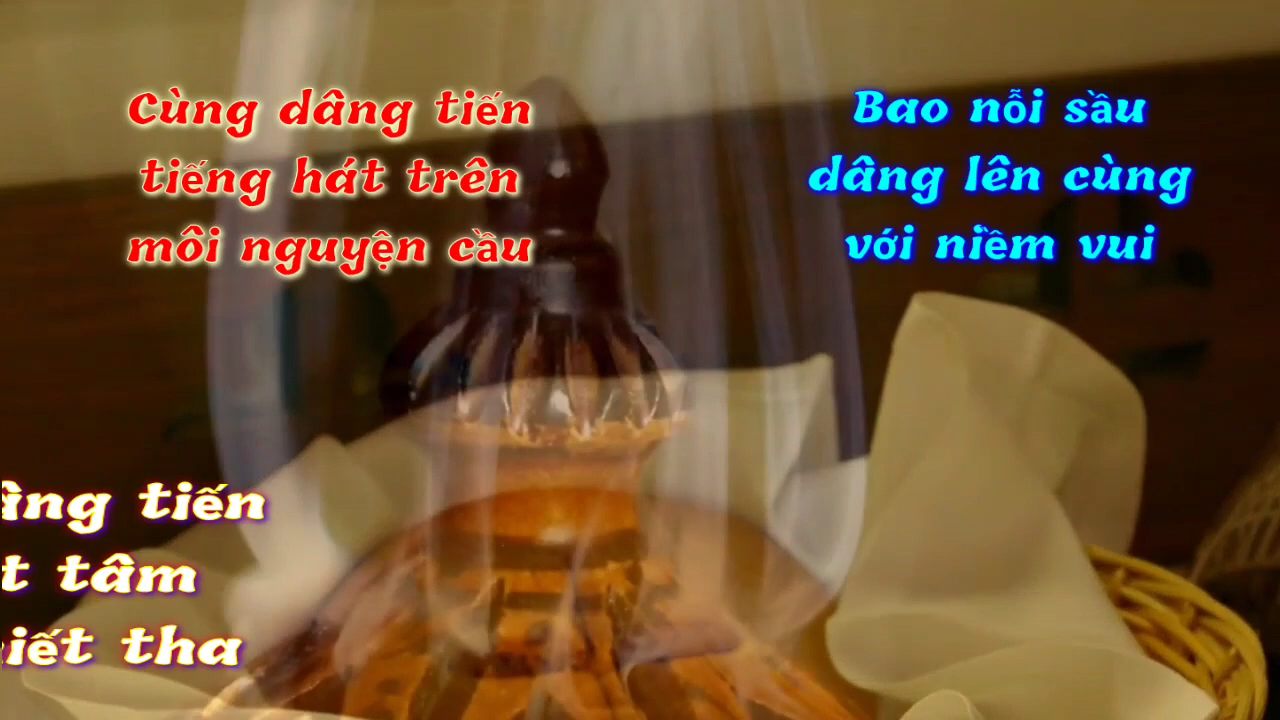 Cùng dâng tiến
tiếng hát trên
môi nguyện cầu
Bao nỗi sầu
dâng lên cùng
với niềm vui
tiến
tâm
tha